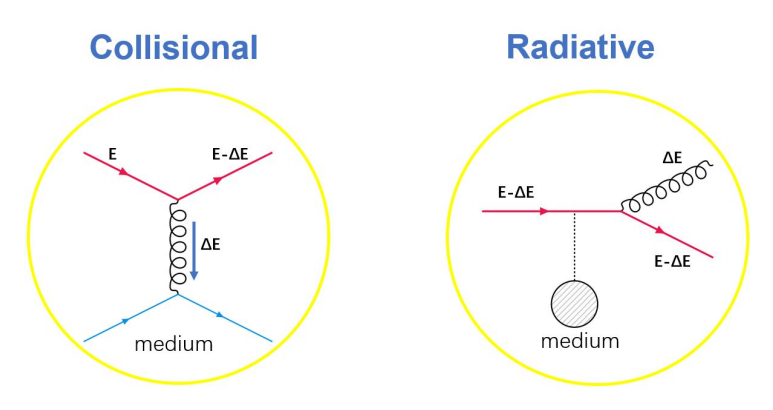 Collisional
Radiative
E
E-ΔE
ΔE
medium
E-ΔE
ΔE
E-ΔE
medium